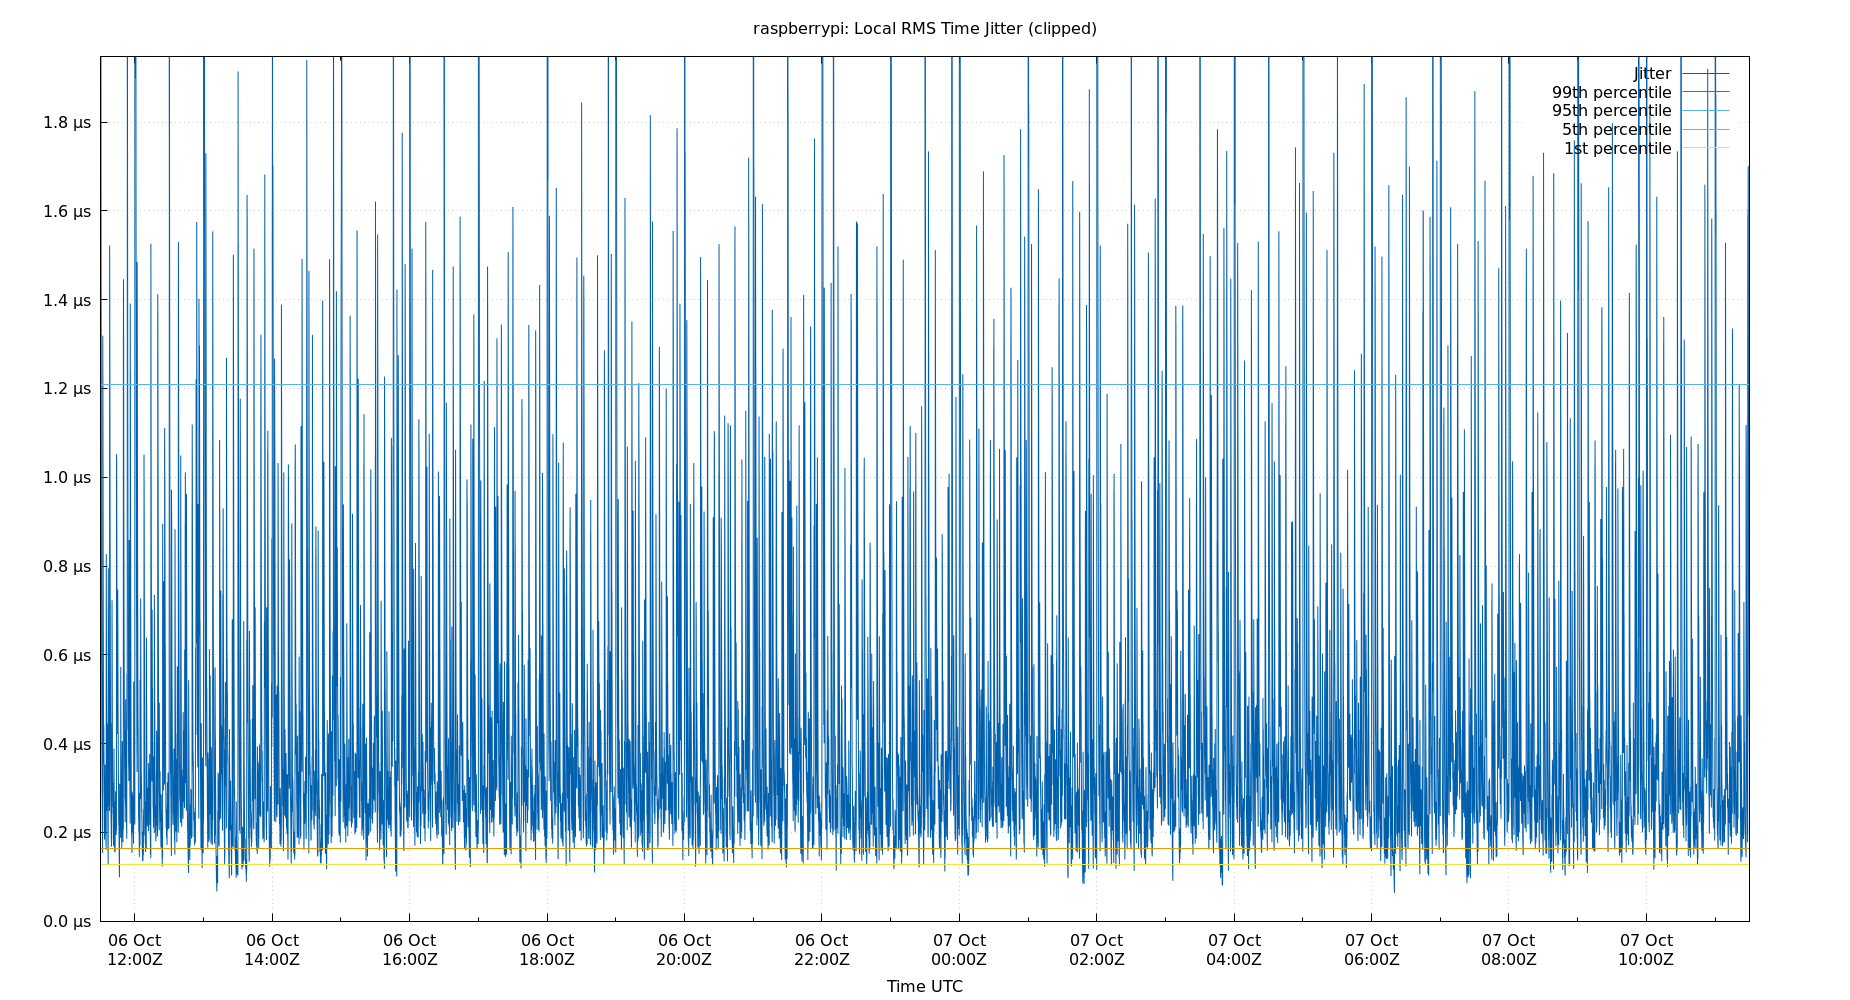 raspberrypi: Local RMS Time Jitter (clipped)
Jitter
99th percentile
95th percentile
5th percentile
1st percentile
1.8 µs
1.6 µs
1.4 µs
1.2 µs
1.0 µs
0.8 µs
0.6 µs
0.4 µs
0.2 µs
0.0 µs
06 Oct 06 Oct 06 Oct 06 Oct 06 Oct 06 Oct 07 Oct 07 Oct 07 Oct 07 Oct 07 Oct 07 Oct
12:00Z 14:00Z 16:00Z 18:00Z 20:00Z 22:00Z 00:00Z 02:00Z 04:00Z 06:00Z 08:00Z 10:00Z
Time UTC